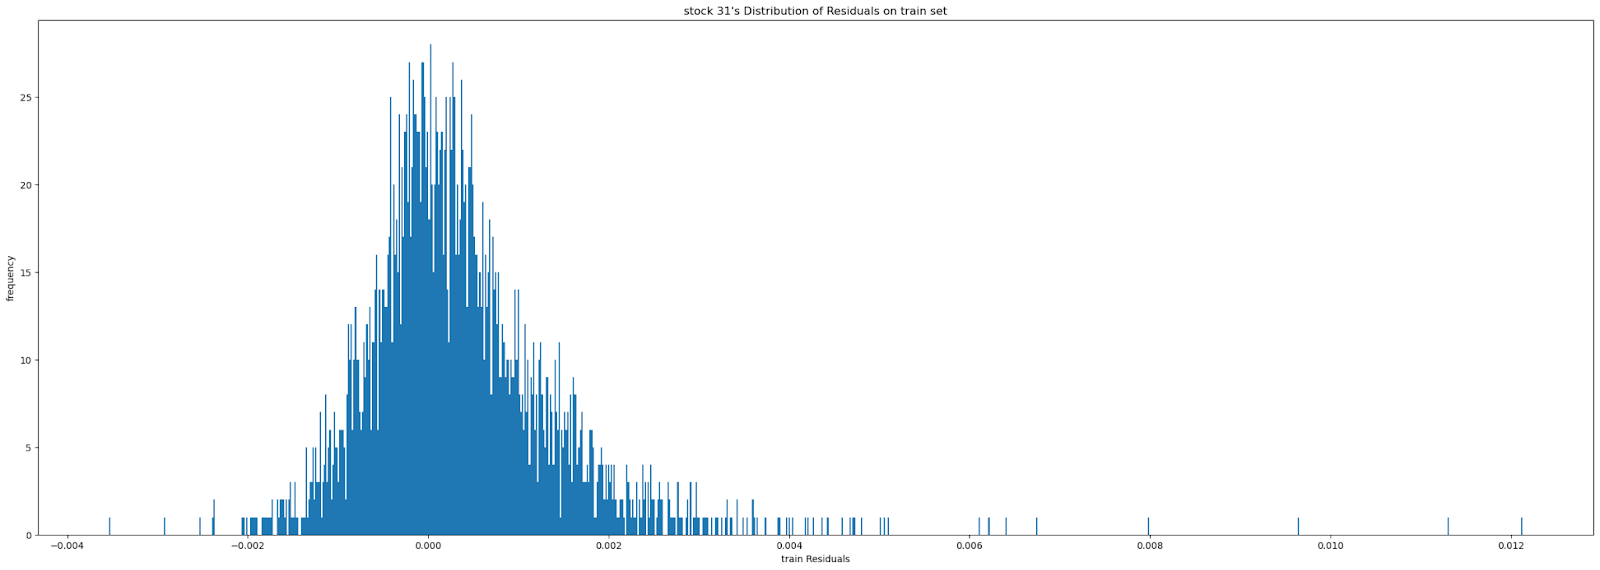 stock 31's Distribution of Residuals on train set
frequency
25
20
15
10
5
0
−0.004 −0.002 0.000 0.002 0.004 0.006 0.008 0.010 0.012
train Residuals